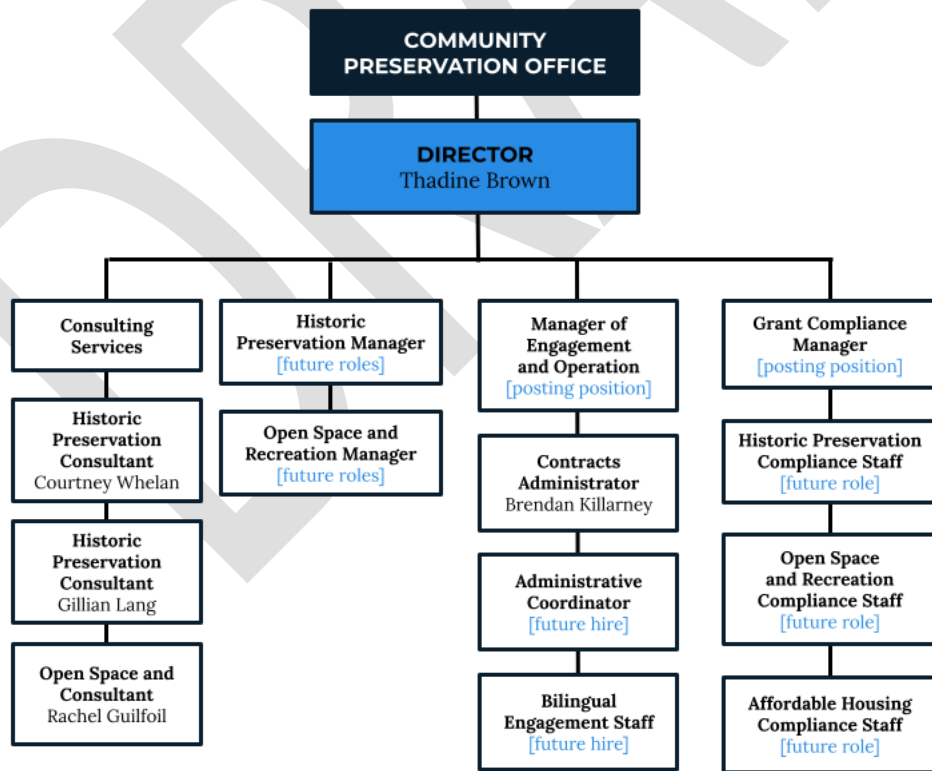 COMMUNITY
PRESERVATION OFFICE
DIRECTOR
Thadine Brown
Consulting
Services
Historic
Preservation
Consultant
Courtney Whelan
Historic
Preservation
Consultant
Gillian Lang
Open Space and
Consultant
Rachel Guilfoil
Historic
Preservation Manager
[future roles]
Open Space and
Recreation Manager
[future roles]
Manager of
Engagement
and Operation
[posting position]
Contracts
Administrator
Brendan Killarney
Administrative
Coordinator
[future hire]
Bilingual
Engagement Staff
[future hire]
Grant Compliance
Manager
[posting position]
Historic Preservation
Compliance Staff
[future role]
Open Space
and Recreation
Compliance Staff
[future role]
Affordable Housing
Compliance Staff
[future role]